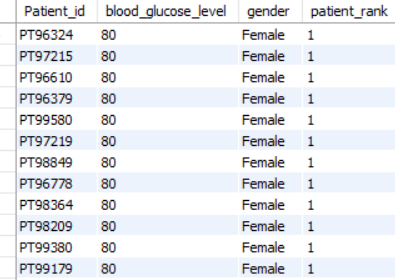 Patient_id blood_glucose_level gender patient_rank
PT96324 80 Female 1
PT97215 80 Female 1
PT96610 80 Female 1
PT96379 80 Female 1
PT99580 80 Female 1
PT97219 80 Female 1
PT98849 80 Female 1
PT96778 80 Female 1
PT98364 80 Female 1
PT98209 80 Female 1
PT99380 80 Female 1
PT99179 80 Female 1